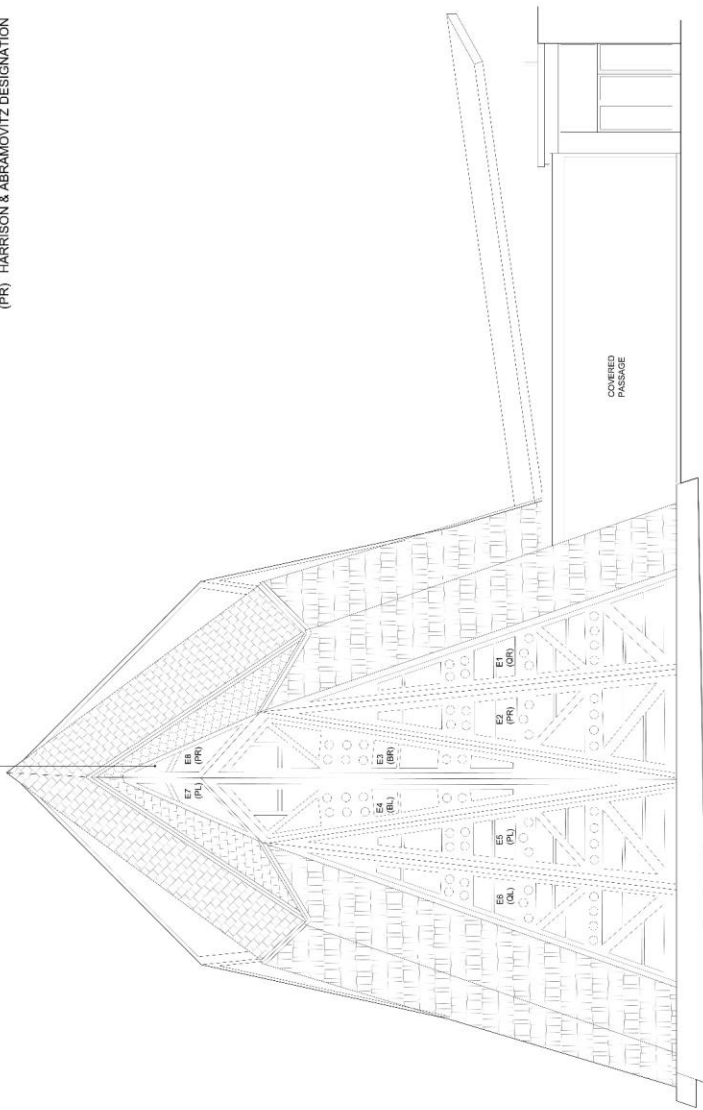 (PR) HARRISON & ABRAMOVITZ DESIGNATION
E7
(PL)
E8
(PR)
E4
(BL)
E3
(BR)
E6
(QL)
E5
(PL)
E2
(PR)
E1
(QR)
COVERED
PASSAGE